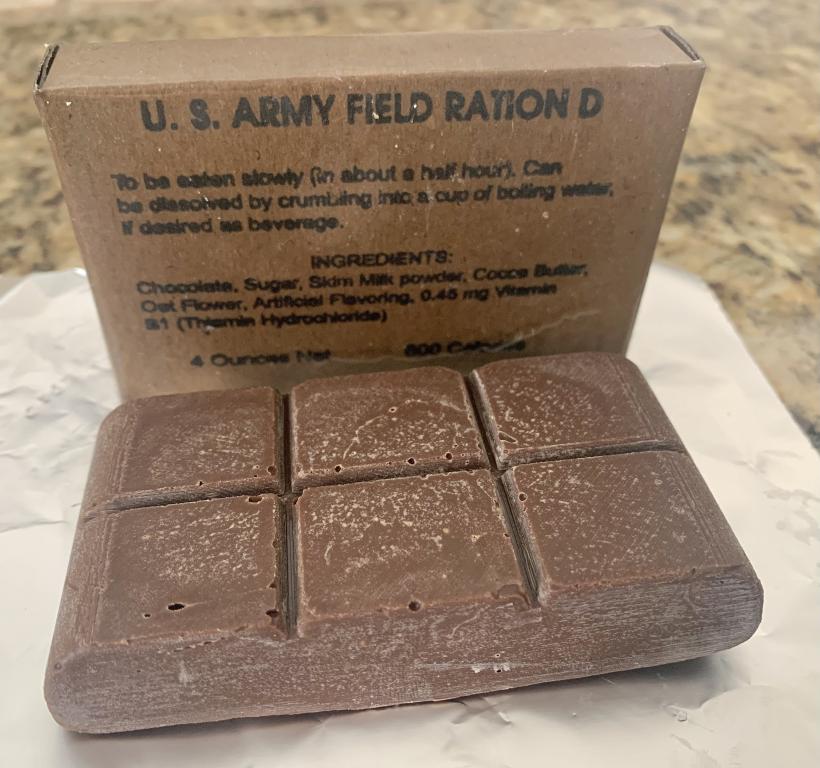 U. S. ARMY FIELD RATION D
To be eaten slowly (in about a half hour). Can
be dissolved by crumbling into a cup of boiling water,
if desired as beverage.
INGREDIENTS:
Chocolate, Sugar, Skim Milk powder, Cocoa Butter,
Oat Flower, Artificial Flavoring, 0.45 mg Vitamin
B1 (Thiamin Hydrochloride)
4 Ounces Net 600 Calories